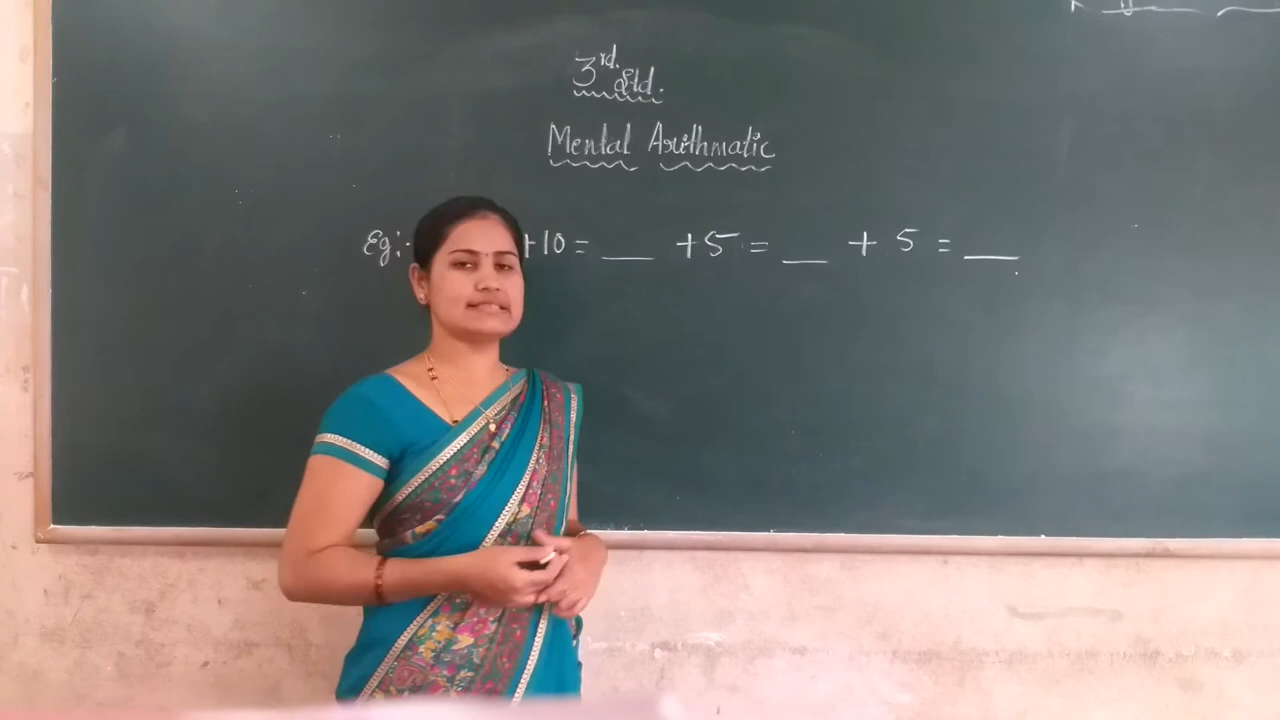 3rd. Std.
Mental Arithmatic
Eg:- +10 = ___ +5 = ___ + 5 = ___